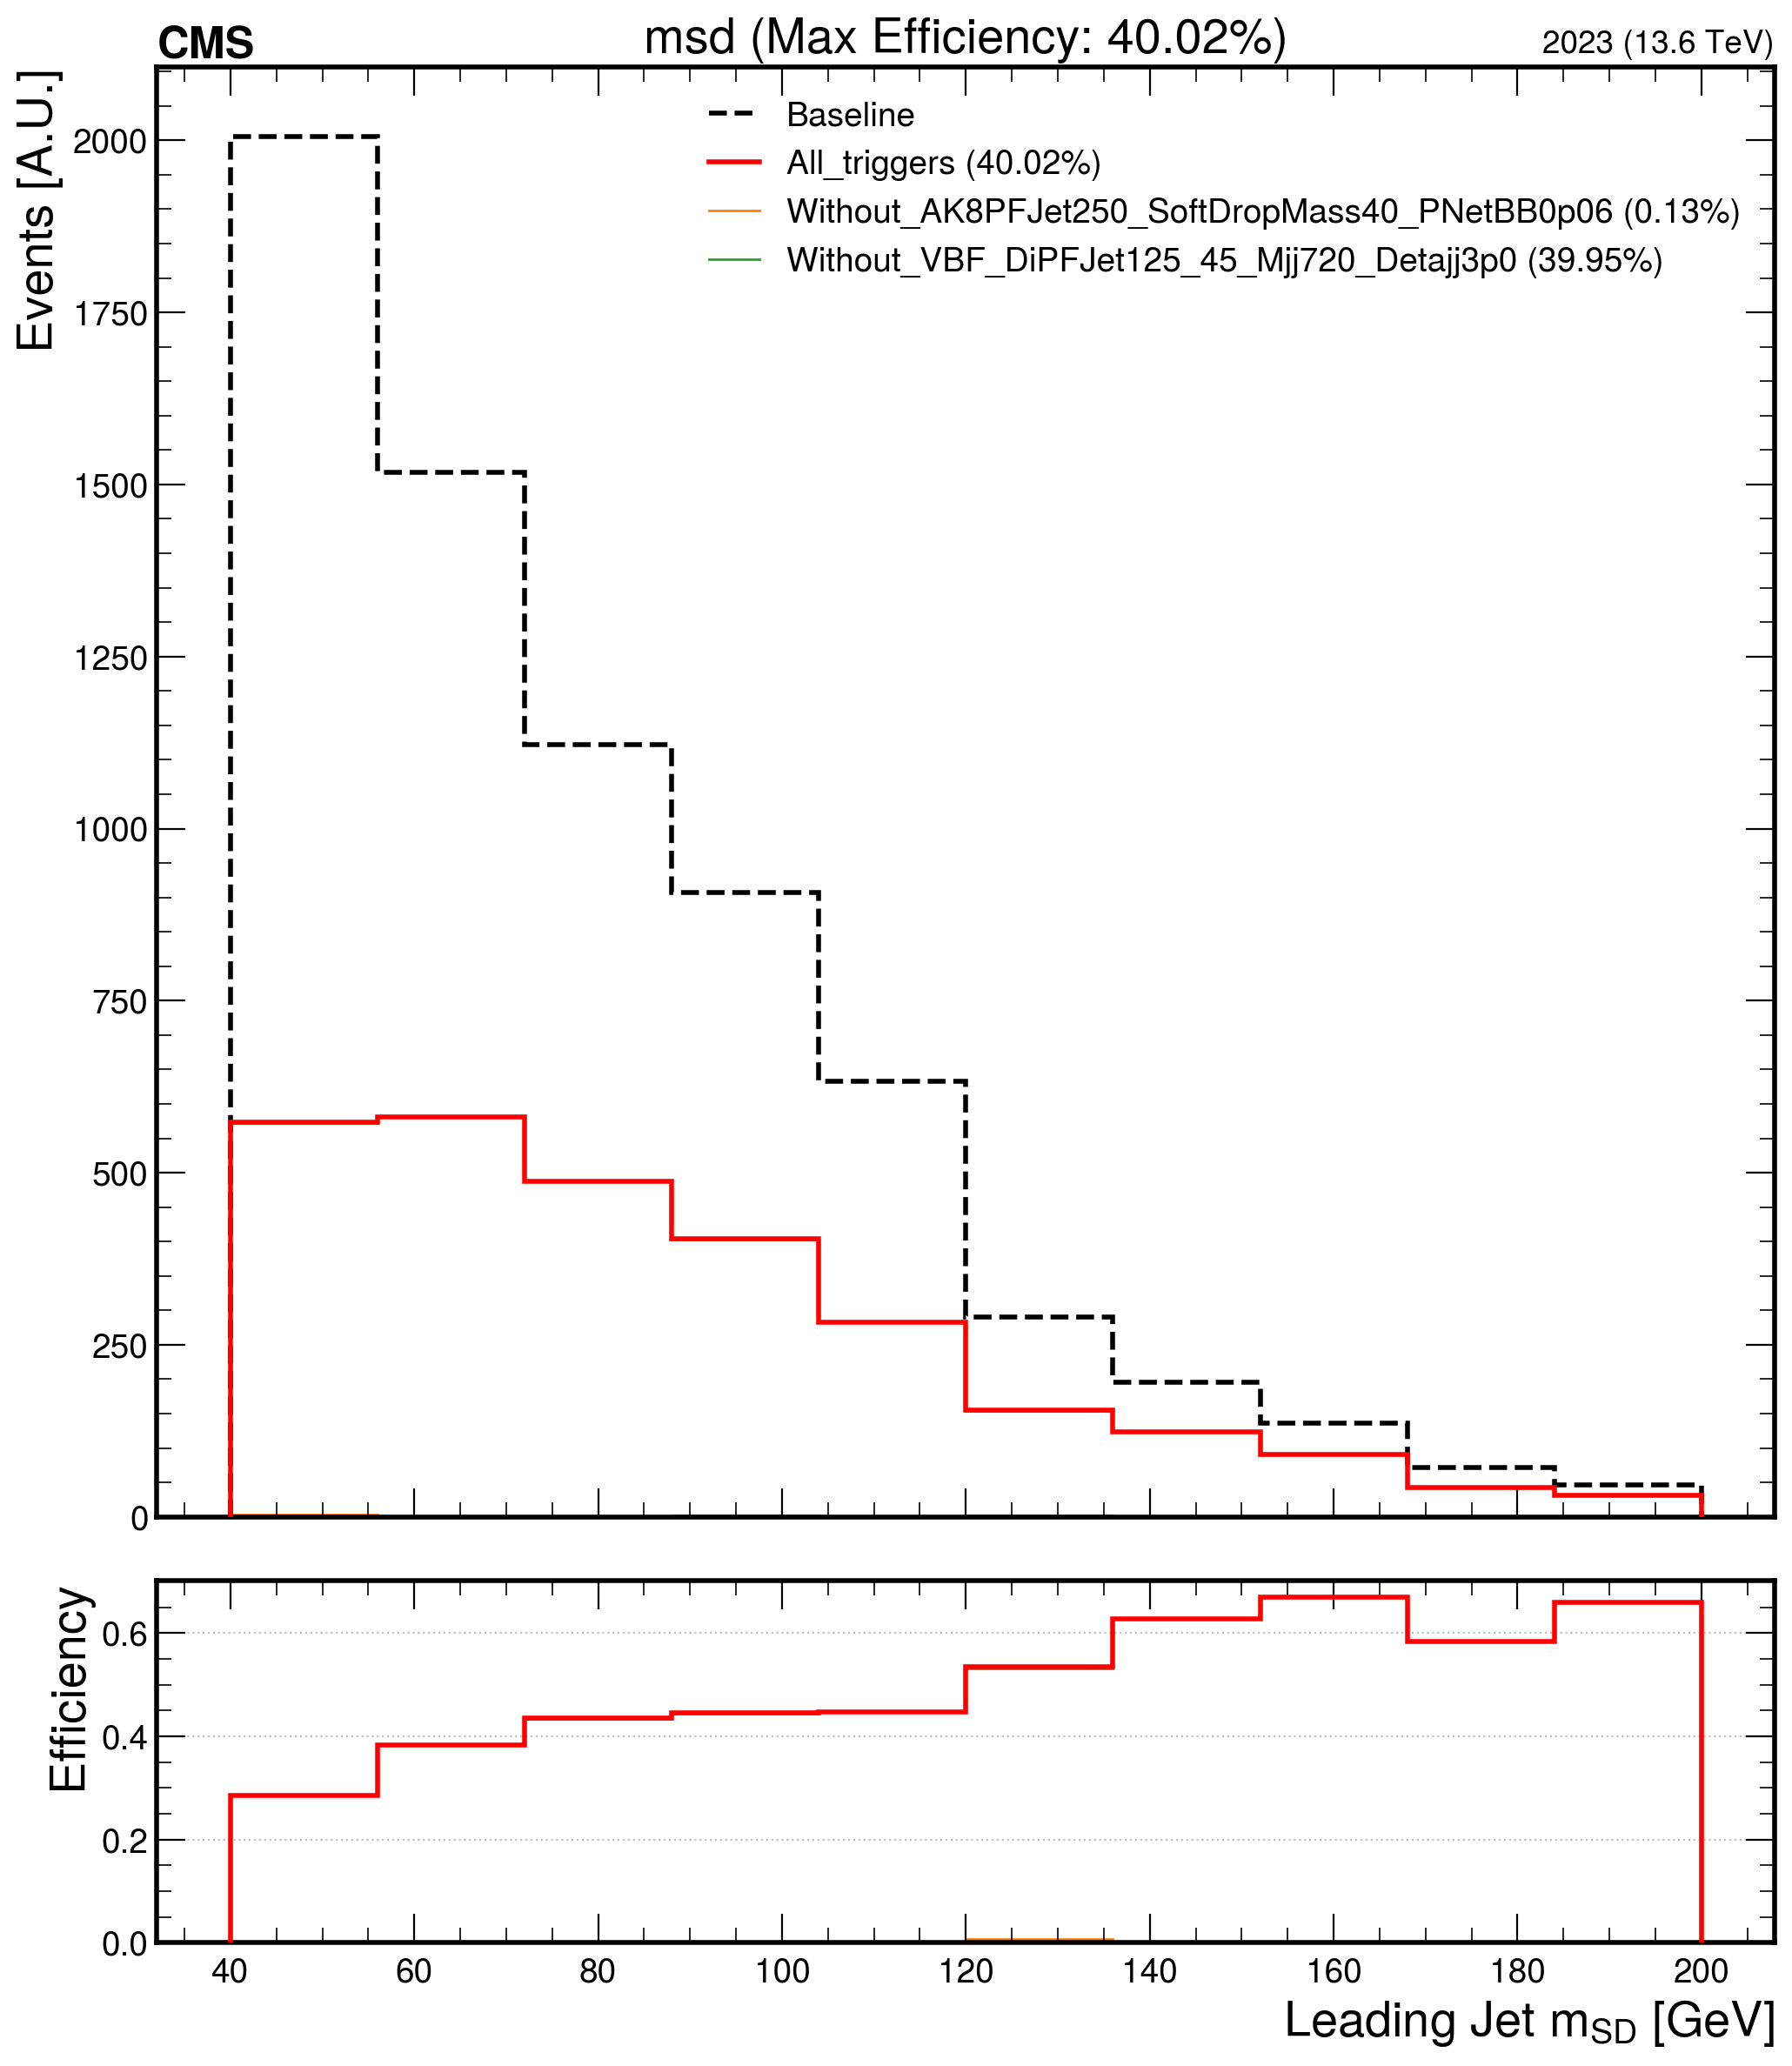 CMS
msd (Max Efficiency: 40.02%)
2023 (13.6 TeV)
Events [A.U.]
Baseline
All_triggers (40.02%)
Without_AK8PFJet250_SoftDropMass40_PNetBB0p06 (0.13%)
Without_VBF_DiPFJet125_45_Mjj720_Detajj3p0 (39.95%)
2000
1750
1500
1250
1000
750
500
250
0
Efficiency
0.6
0.4
0.2
0.0
40 60 80 100 120 140 160 180 200
Leading Jet mSD [GeV]